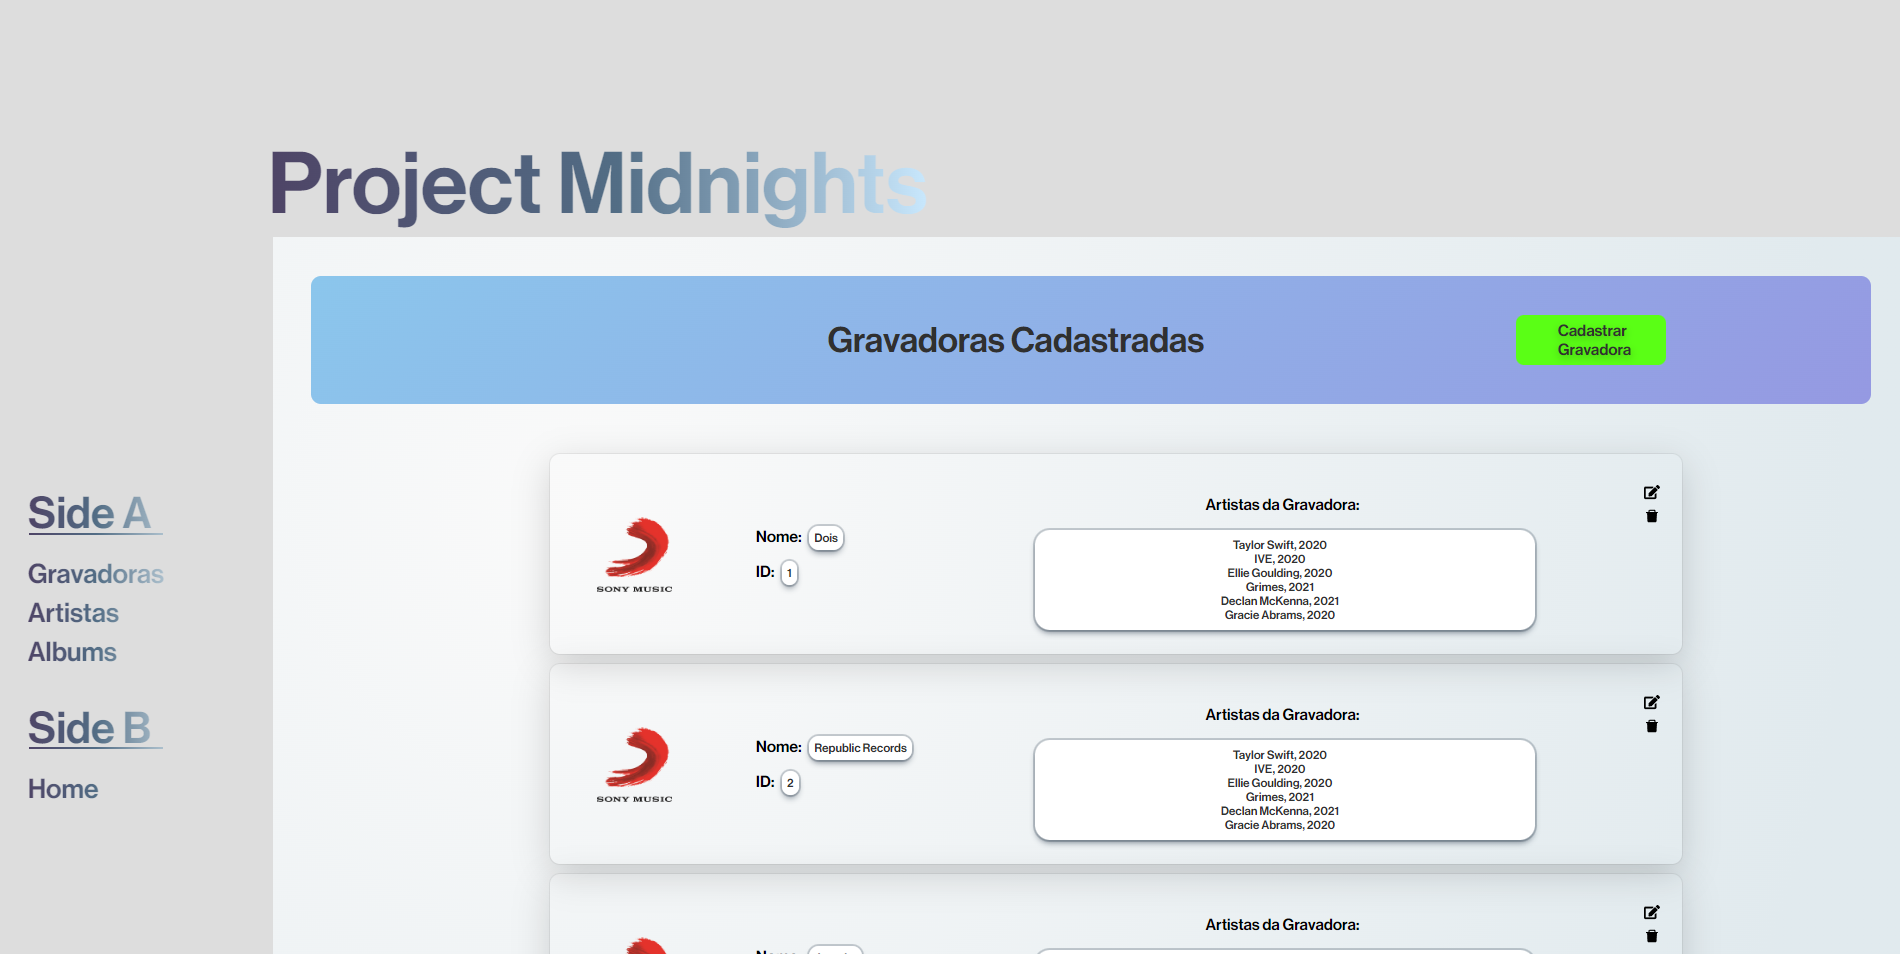 Project Midnights
Gravadoras Cadastradas
Cadastrar
Gravadora
Side A
Gravadoras
Artistas
Albums
Side B
Home
SONY MUSIC
Nome: Dois
ID: 1
Artistas da Gravadora:
Taylor Swift, 2020
IVE, 2020
Ellie Goulding, 2020
Grimes, 2021
Declan McKenna, 2021
Gracie Abrams, 2020
SONY MUSIC
Nome: Republic Records
ID: 2
Artistas da Gravadora:
Taylor Swift, 2020
IVE, 2020
Ellie Goulding, 2020
Grimes, 2021
Declan McKenna, 2021
Gracie Abrams, 2020
Artistas da Gravadora: